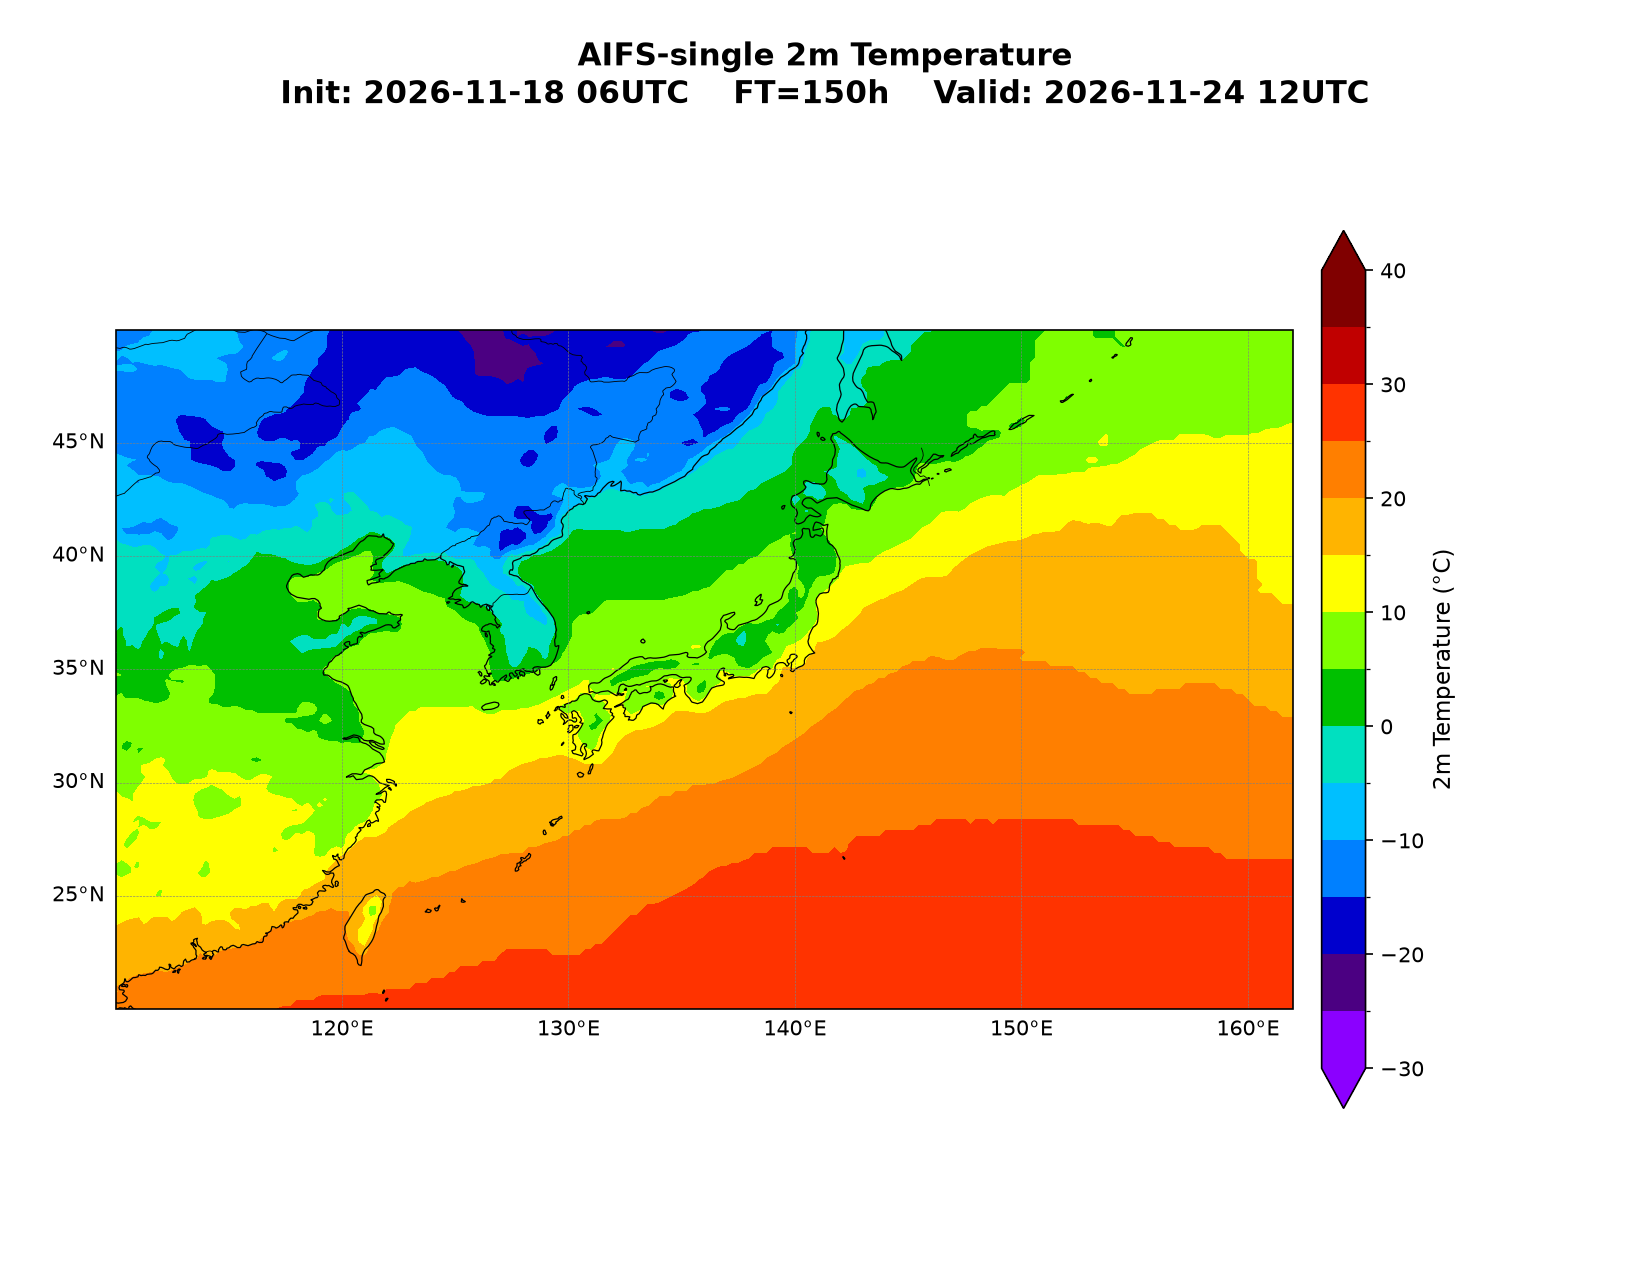 AIFS-single 2m Temperature
Init: 2026-11-18 06UTC    FT=150h    Valid: 2026-11-24 12UTC
45°N
40°N
35°N
30°N
25°N
120°E
130°E
140°E
150°E
160°E
40
30
20
10
0
−10
−20
−30
2m Temperature (°C)